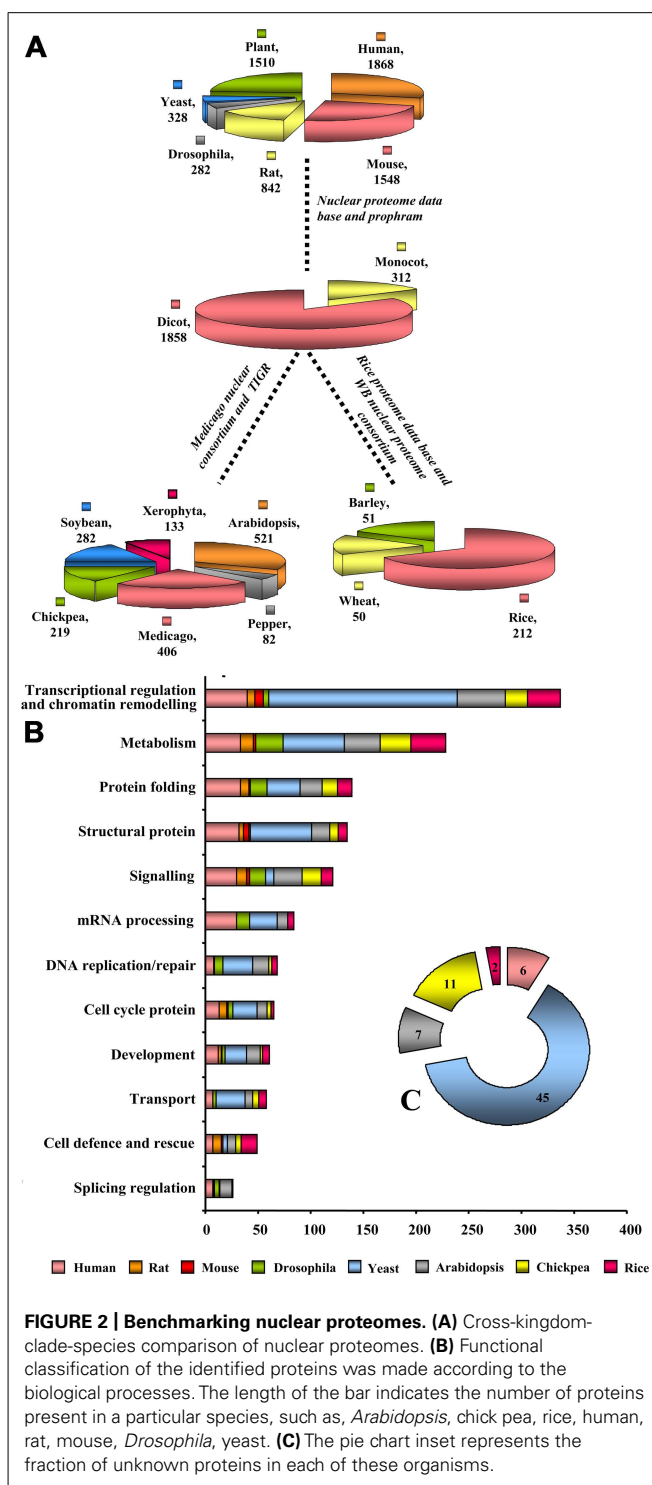 A
Plant,
1510
Human,
1868
Yeast,
328
Drosophila,
282
Rat,
842
Mouse,
1548
Nuclear proteome data
base and prophram
Monocot,
312
Dicot,
1858
Medicago nuclear
consortium and TIGR
Rice proteome data base and
WB nuclear proteome
consortium
Xerophyta,
133
Soybean,
282
Arabidopsis,
521
Chickpea,
219
Medicago,
406
Pepper,
82
Barley,
51
Wheat,
50
Rice,
212
B
Transcriptional regulation
and chromatin remodelling
Metabolism
Protein folding
Structural protein
Signalling
mRNA processing
DNA replication/repair
Cell cycle protein
Development
Transport
Cell defence and rescue
Splicing regulation
0 50 100 150 200 250 300 350 400
C
2
6
11
7
45
Human Rat Mouse Drosophila Yeast Arabidopsis Chickpea Rice
FIGURE 2 | Benchmarking nuclear proteomes. (A) Cross-kingdom-
clade-species comparison of nuclear proteomes. (B) Functional
classification of the identified proteins was made according to the
biological processes. The length of the bar indicates the number of proteins
present in a particular species, such as, Arabidopsis, chick pea, rice, human,
rat, mouse, Drosophila, yeast. (C) The pie chart inset represents the
fraction of unknown proteins in each of these organisms.